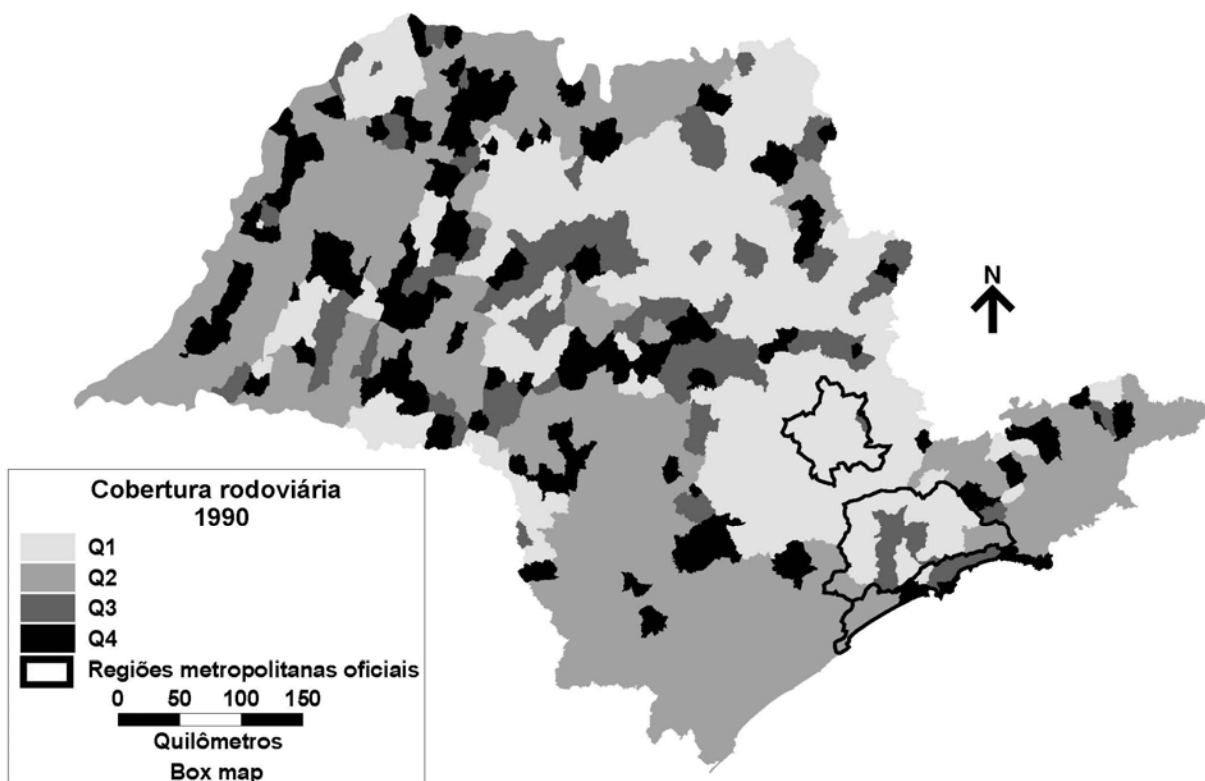 N
Cobertura rodoviária
1990
Q1
Q2
Q3
Q4
Regiões metropolitanas oficiais
0 50 100 150
Quilômetros
Box map